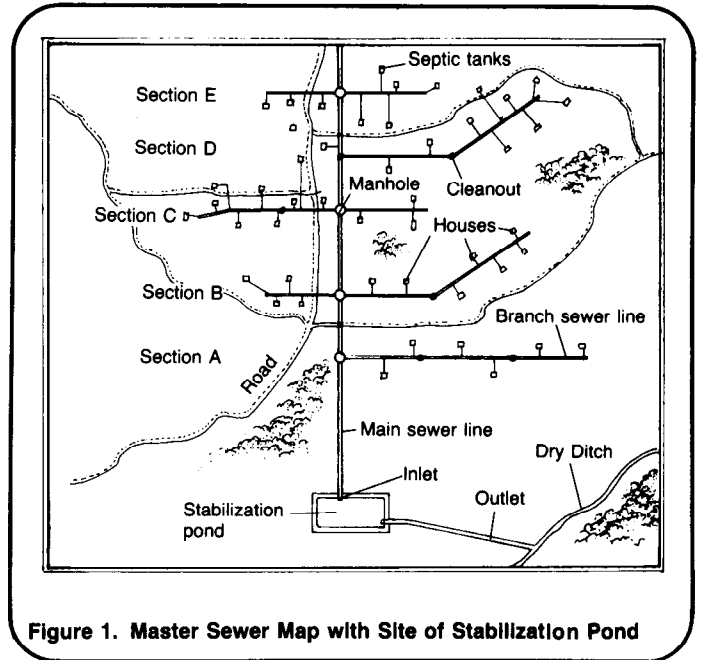 Septic tanks
Section E
Section D
Cleanout
Manhole
Section C
Houses
Section B
Branch sewer line
Section A
Road
Main sewer line
Dry Ditch
Inlet
Stabilization
pond
Outlet
Figure 1. Master Sewer Map with Site of Stabilization Pond